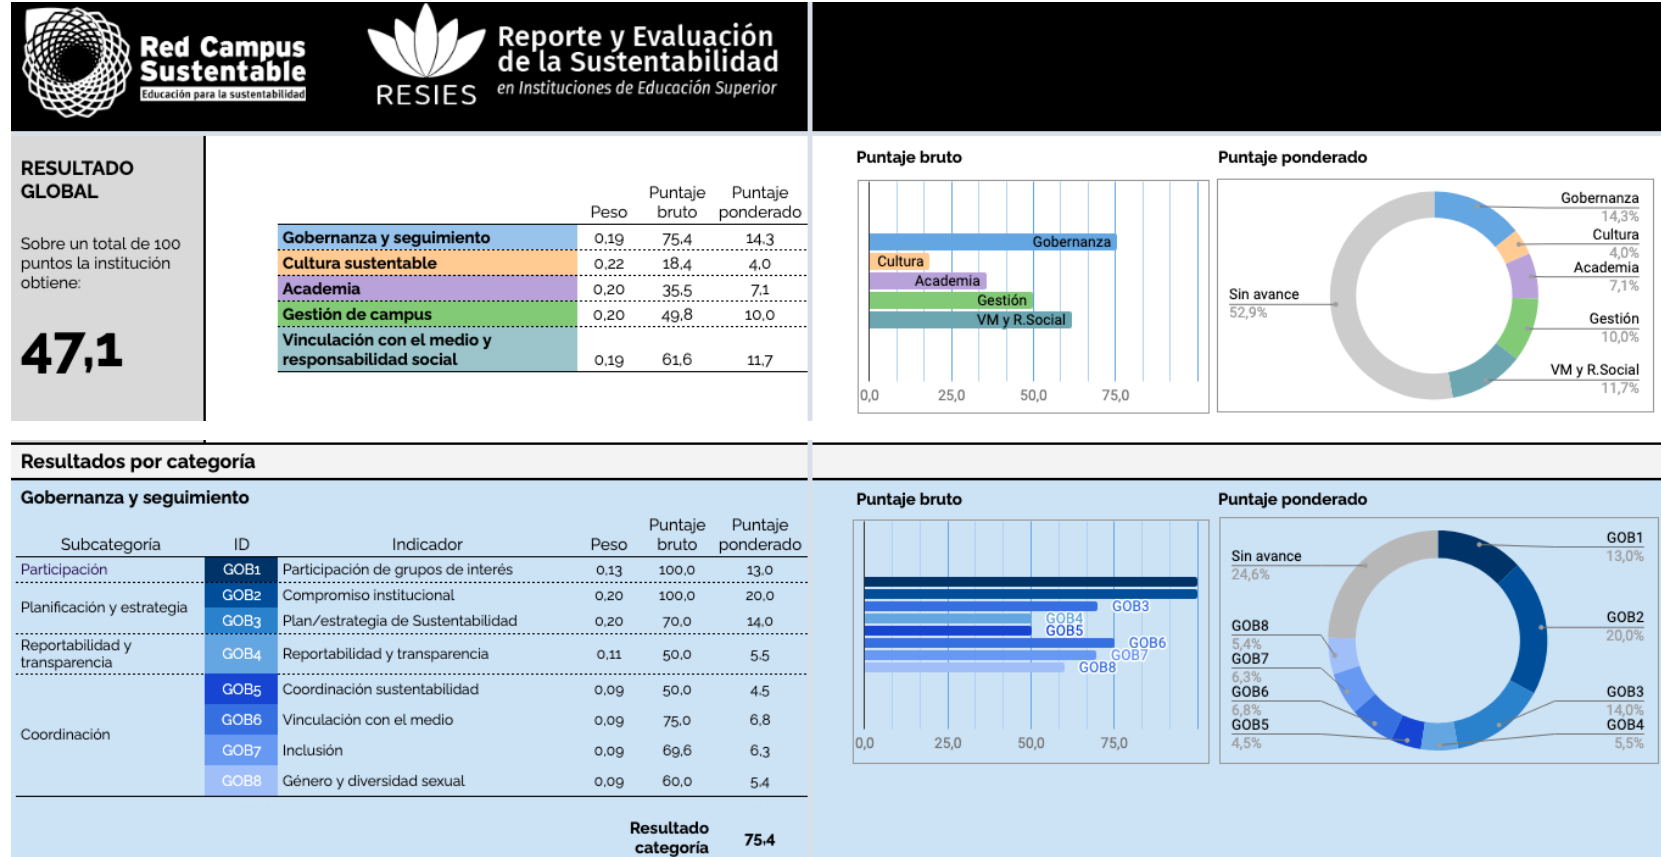 Red Campus
Sustentable
Educación para la sustentabilidad
RESIES
Reporte y Evaluación
de la Sustentabilidad
en Instituciones de Educación Superior
RESULTADO
GLOBAL
Sobre un total de 100
puntos la institución
obtiene:
47,1
Peso Puntaje bruto Puntaje ponderado
Gobernanza y seguimiento 0,19 75,4 14,3
Cultura sustentable 0,22 18,4 4,0
Academia 0,20 35,5 7,1
Gestión de campus 0,20 49,8 10,0
Vinculación con el medio y
responsabilidad social 0,19 61,6 11,7
Puntaje bruto
Gobernanza
Cultura
Academia
Gestión
VM y R.Social
0,0 25,0 50,0 75,0
Puntaje ponderado
Gobernanza
14,3%
Cultura
4,0%
Academia
7,1%
Gestión
10,0%
VM y R.Social
11,7%
Sin avance
52,9%
Resultados por categoría
Gobernanza y seguimiento
Subcategoría ID Indicador Peso Puntaje bruto Puntaje ponderado
Participación GOB1 Participación de grupos de interés 0,13 100,0 13,0
Planificación y estrategia GOB2 Compromiso institucional 0,20 100,0 20,0
GOB3 Plan/estrategia de Sustentabilidad 0,20 70,0 14,0
Reportabilidad y
transparencia GOB4 Reportabilidad y transparencia 0,11 50,0 5,5
Coordinación GOB5 Coordinación sustentabilidad 0,09 50,0 4,5
GOB6 Vinculación con el medio 0,09 75,0 6,8
GOB7 Inclusión 0,09 69,6 6,3
GOB8 Género y diversidad sexual 0,09 60,0 5,4
Resultado
categoría 75,4
Puntaje bruto
GOB3
GOB4
GOB5
GOB6
GOB7
GOB8
0,0 25,0 50,0 75,0
Puntaje ponderado
GOB1
13,0%
GOB2
20,0%
GOB3
14,0%
GOB4
5,5%
Sin avance
24,6%
GOB8
5,4%
GOB7
6,3%
GOB6
6,8%
GOB5
4,5%